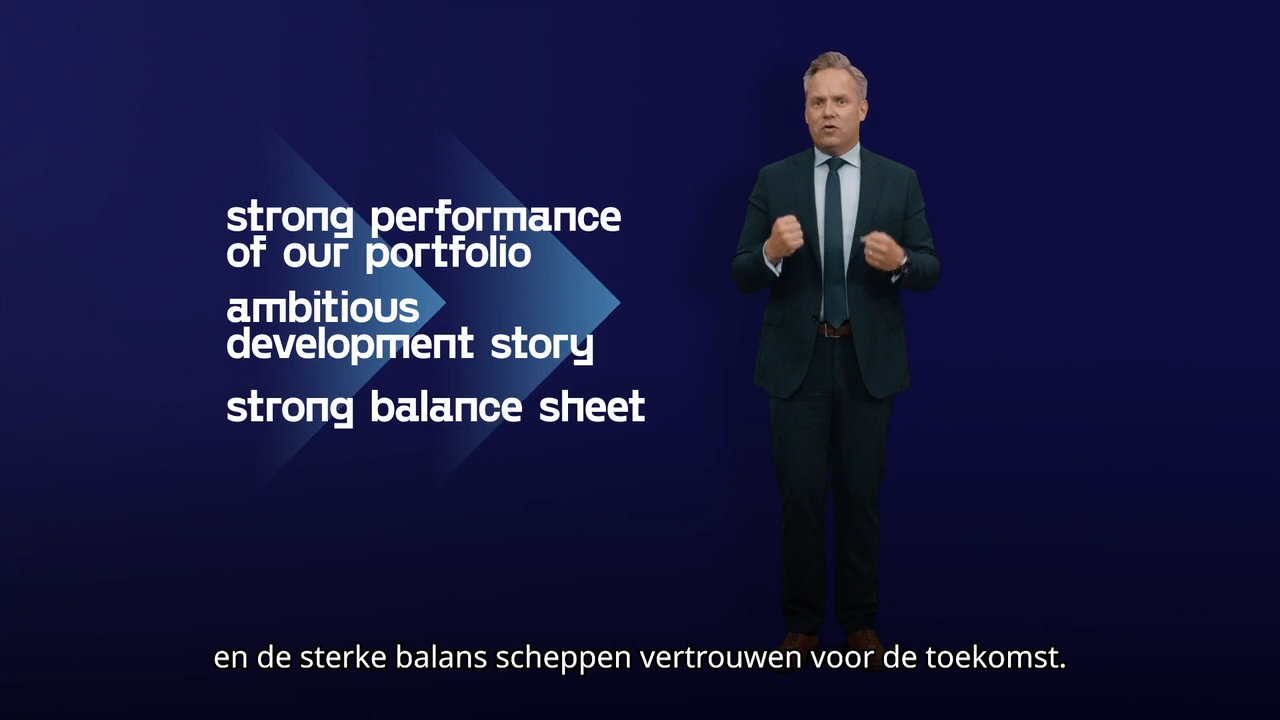 strong performance
of our portfolio
ambitious
development story
strong balance sheet
en de sterke balans scheppen vertrouwen voor de toekomst.